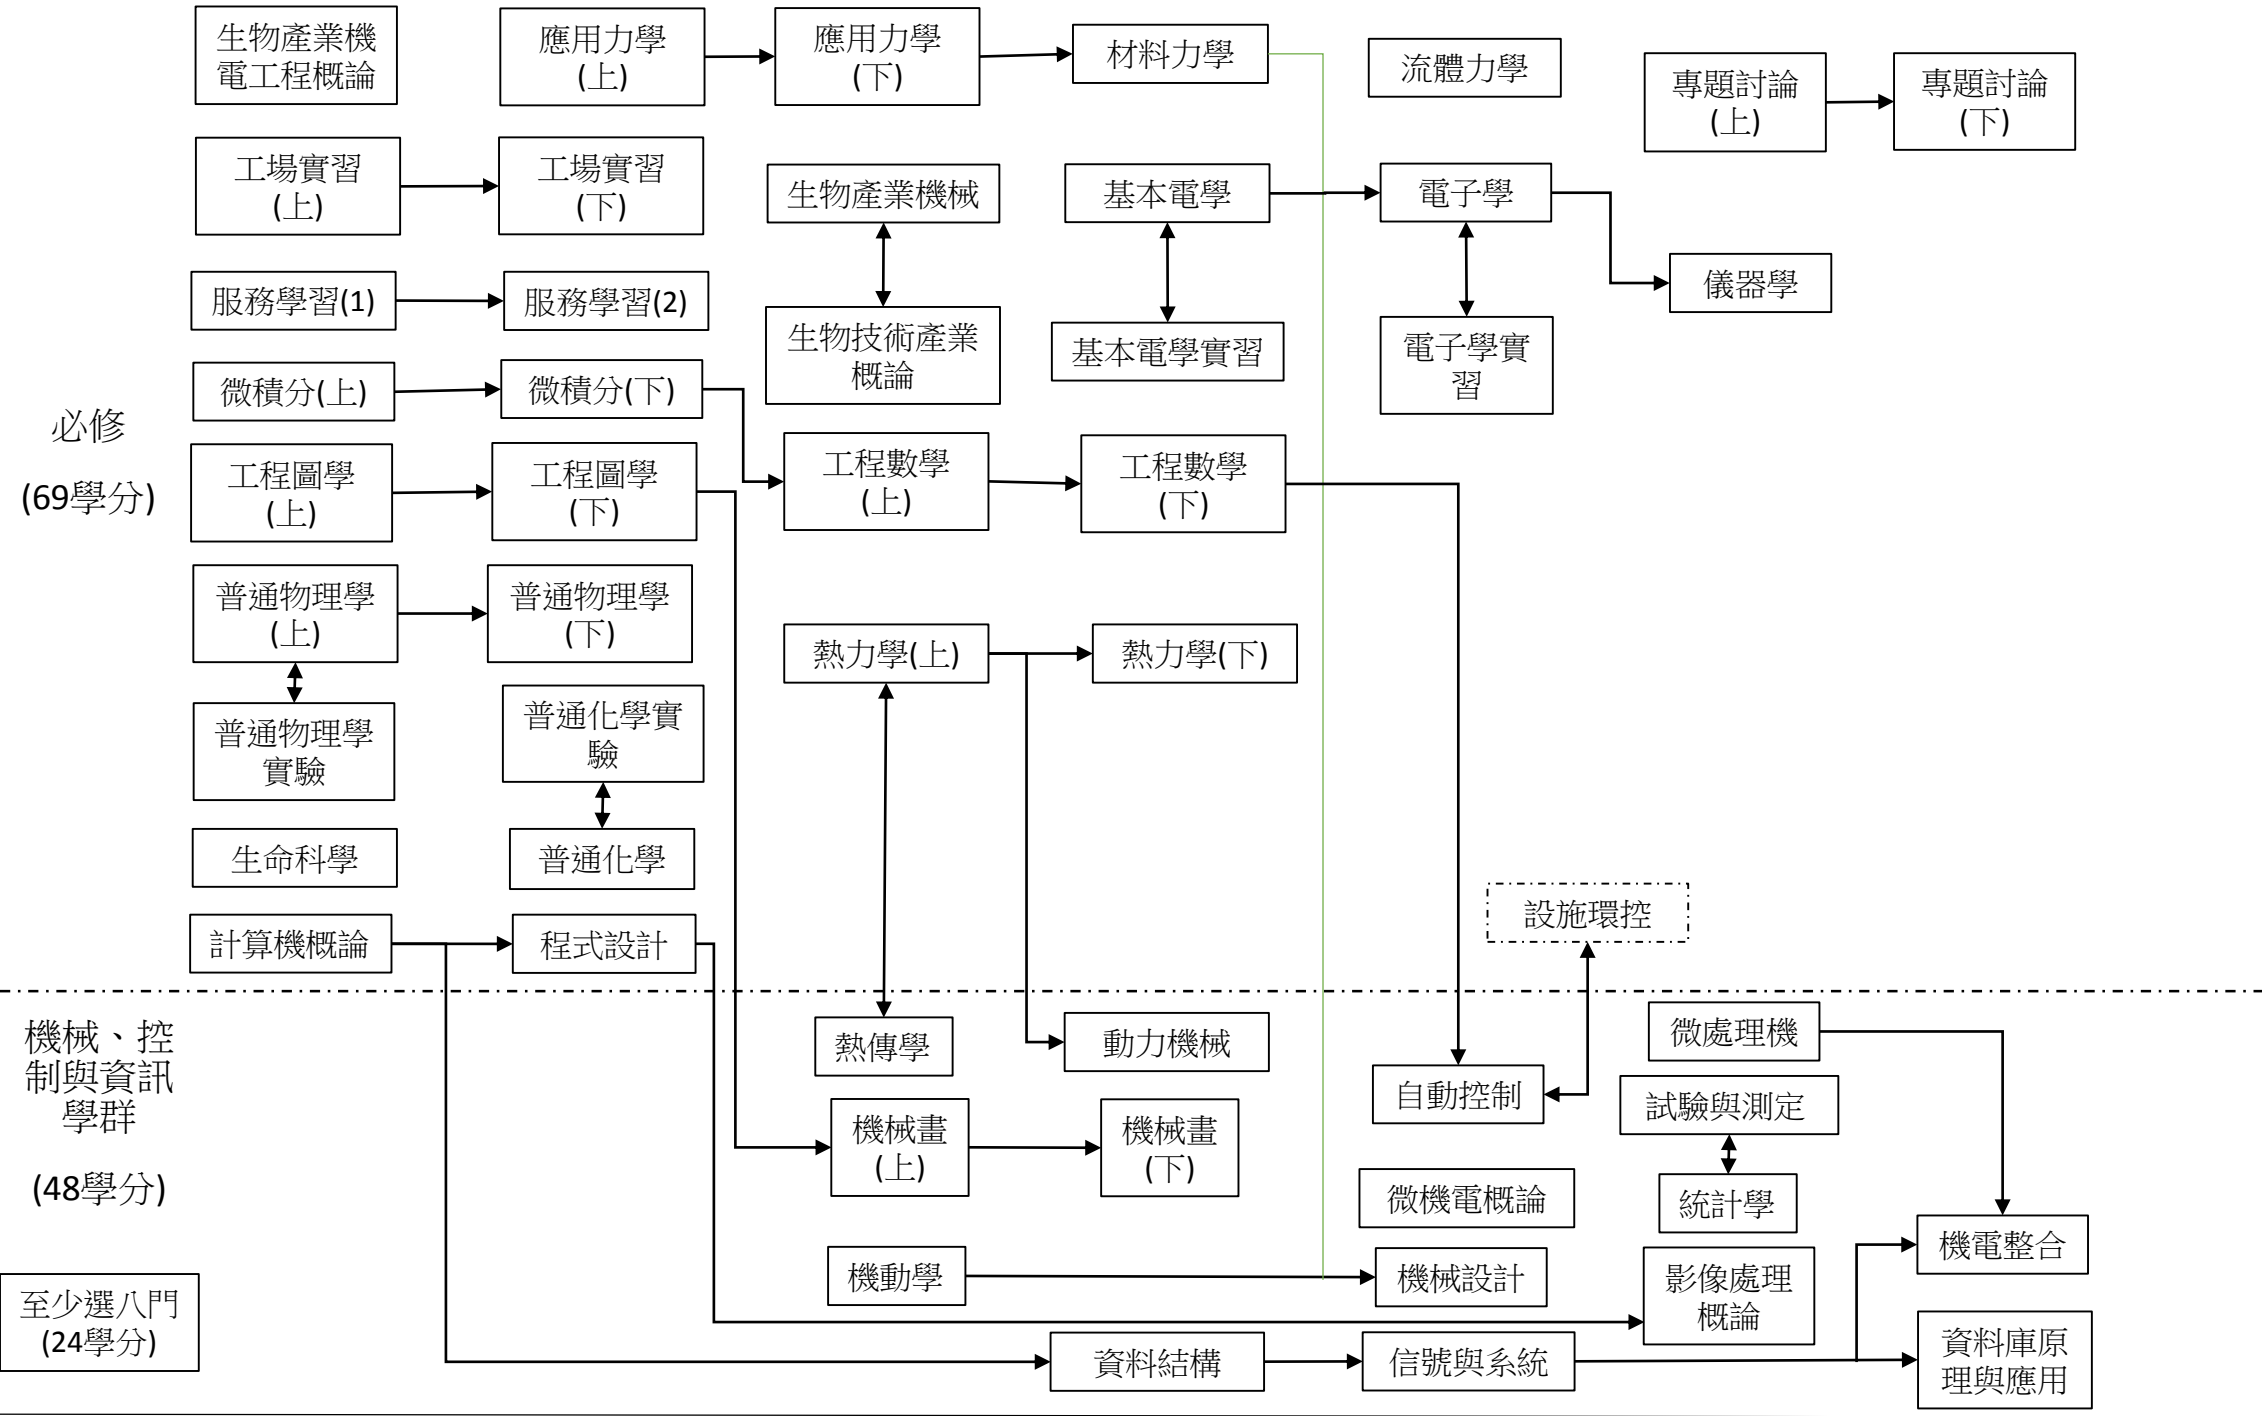 生物產業機
電工程概論
應用力學
(上)
應用力學
(下)
材料力學
流體力學
專題討論
(上)
專題討論
(下)
工場實習
(上)
工場實習
(下)
生物產業機械
基本電學
電子學
儀器學
服務學習(1)
服務學習(2)
生物技術產業
概論
基本電學實習
電子學實
習
微積分(上)
微積分(下)
必修
(69學分)
工程圖學
(上)
工程圖學
(下)
工程數學
(上)
工程數學
(下)
普通物理學
(上)
普通物理學
(下)
熱力學(上)
熱力學(下)
普通物理學
實驗
普通化學實
驗
生命科學
普通化學
設施環控
計算機概論
程式設計
機械、控
制與資訊
學群
(48學分)
至少選八門
(24學分)
熱傳學
動力機械
自動控制
微處理機
試驗與測定
機械畫
(上)
機械畫
(下)
微機電概論
統計學
機電整合
機動學
機械設計
影像處理
概論
資料結構
信號與系統
資料庫原
理與應用